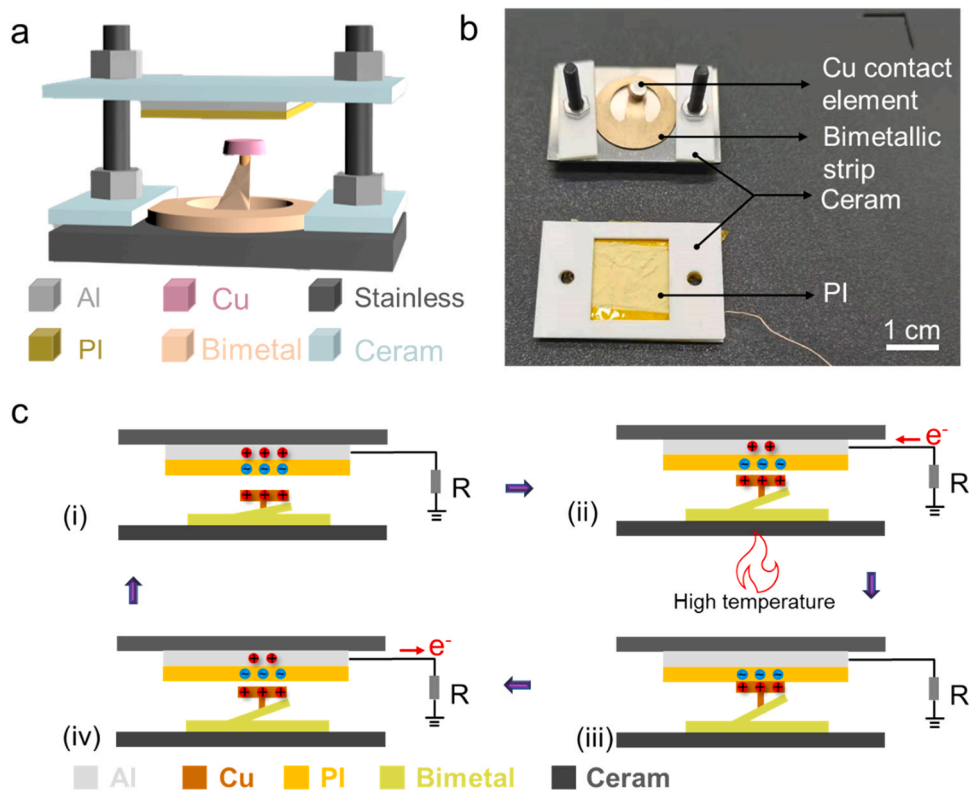 a
Al
Cu
Stainless
PI
Bimetal
Ceram
b
Cu contact
element
Bimetallic
strip
Ceram
PI
1 cm
c
(i)
R
e-
(ii)
R
High temperature
e-
(iv)
R
(iii)
R
Al
Cu
PI
Bimetal
Ceram